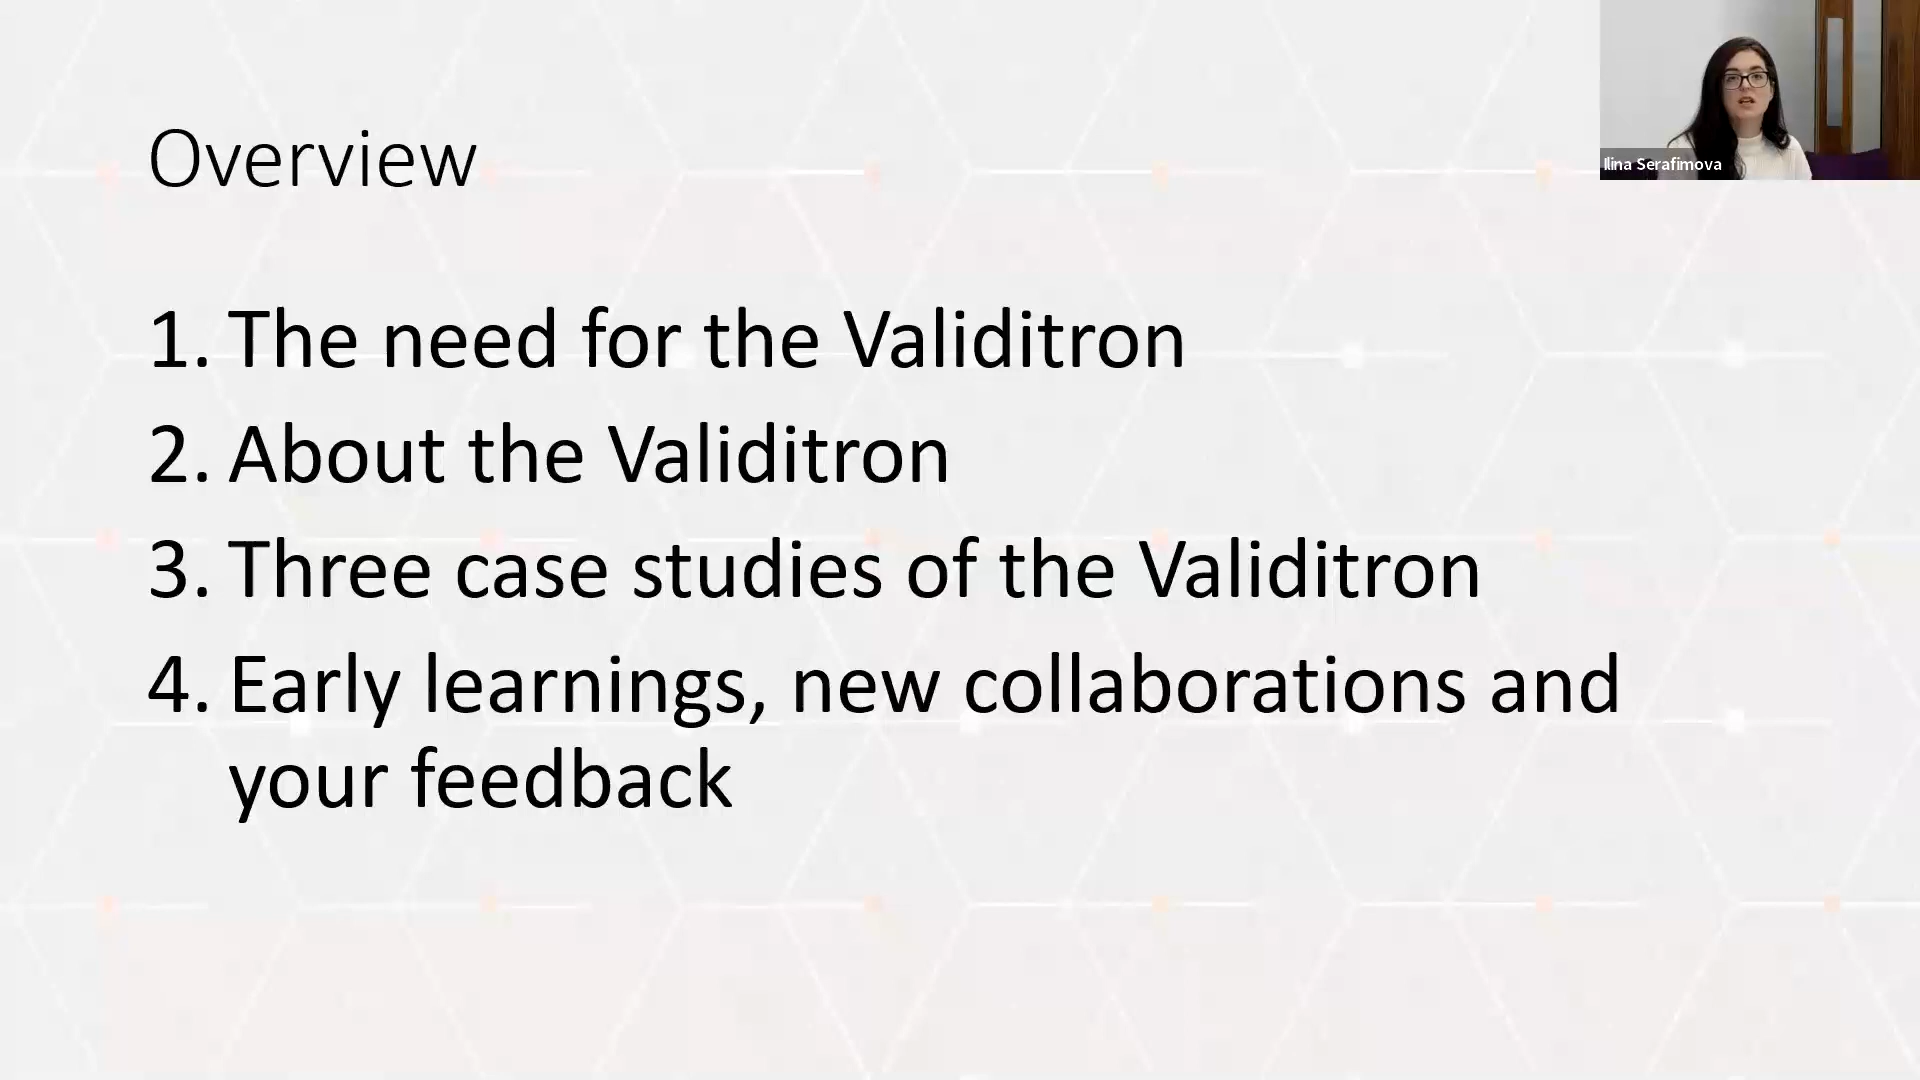 Overview
Ilina Serafimova
1. The need for the Validitron
2. About the Validitron
3. Three case studies of the Validitron
4. Early learnings, new collaborations and
your feedback